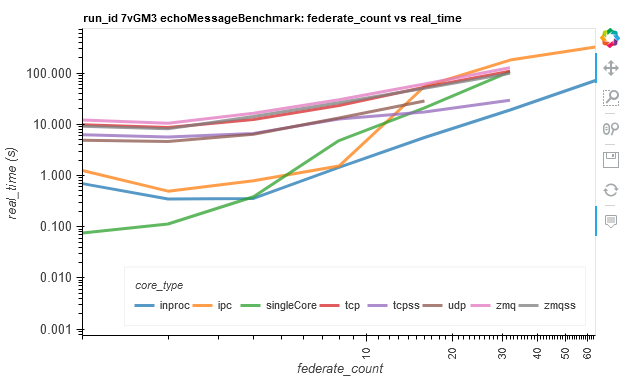 run_id 7vGM3 echoMessageBenchmark: federate_count vs real_time
100.000
10.000
1.000
0.100
0.010
0.001
real_time (s)
core_type
inproc ipc singleCore tcp tcpss udp zmq zmqss
10 20 30 40 50 60
federate_count